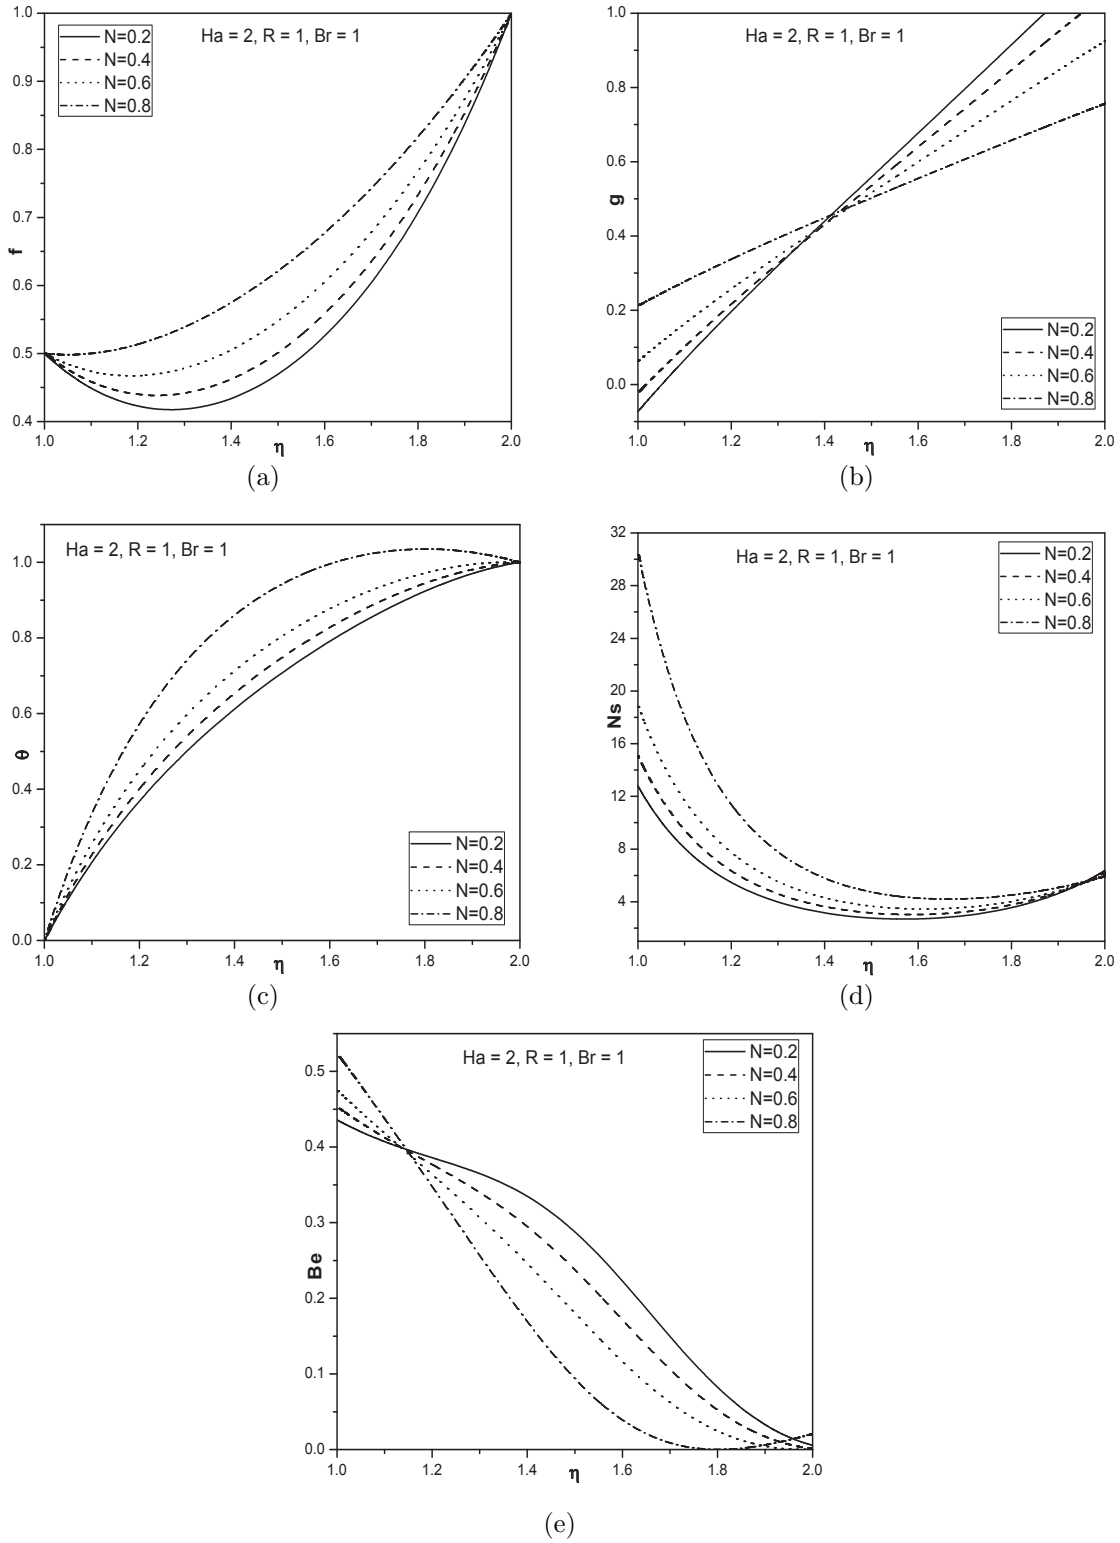 Ha = 2, R = 1, Br = 1
N=0.2
N=0.4
N=0.6
N=0.8
f
1.0
0.9
0.8
0.7
0.6
0.5
0.4
1.0 1.2 1.4 1.6 1.8 2.0
η
(a)
Ha = 2, R = 1, Br = 1
g
1.0
0.8
0.6
0.4
0.2
0.0
N=0.2
N=0.4
N=0.6
N=0.8
1.0 1.2 1.4 1.6 1.8 2.0
η
(b)
Ha = 2, R = 1, Br = 1
θ
1.0
0.8
0.6
0.4
0.2
0.0
N=0.2
N=0.4
N=0.6
N=0.8
1.0 1.2 1.4 1.6 1.8 2.0
η
(c)
Ha = 2, R = 1, Br = 1
N=0.2
N=0.4
N=0.6
N=0.8
Ns
32
28
24
20
16
12
8
4
1.0 1.2 1.4 1.6 1.8 2.0
η
(d)
Ha = 2, R = 1, Br = 1
N=0.2
N=0.4
N=0.6
N=0.8
Be
0.5
0.4
0.3
0.2
0.1
0.0
1.0 1.2 1.4 1.6 1.8 2.0
η
(e)